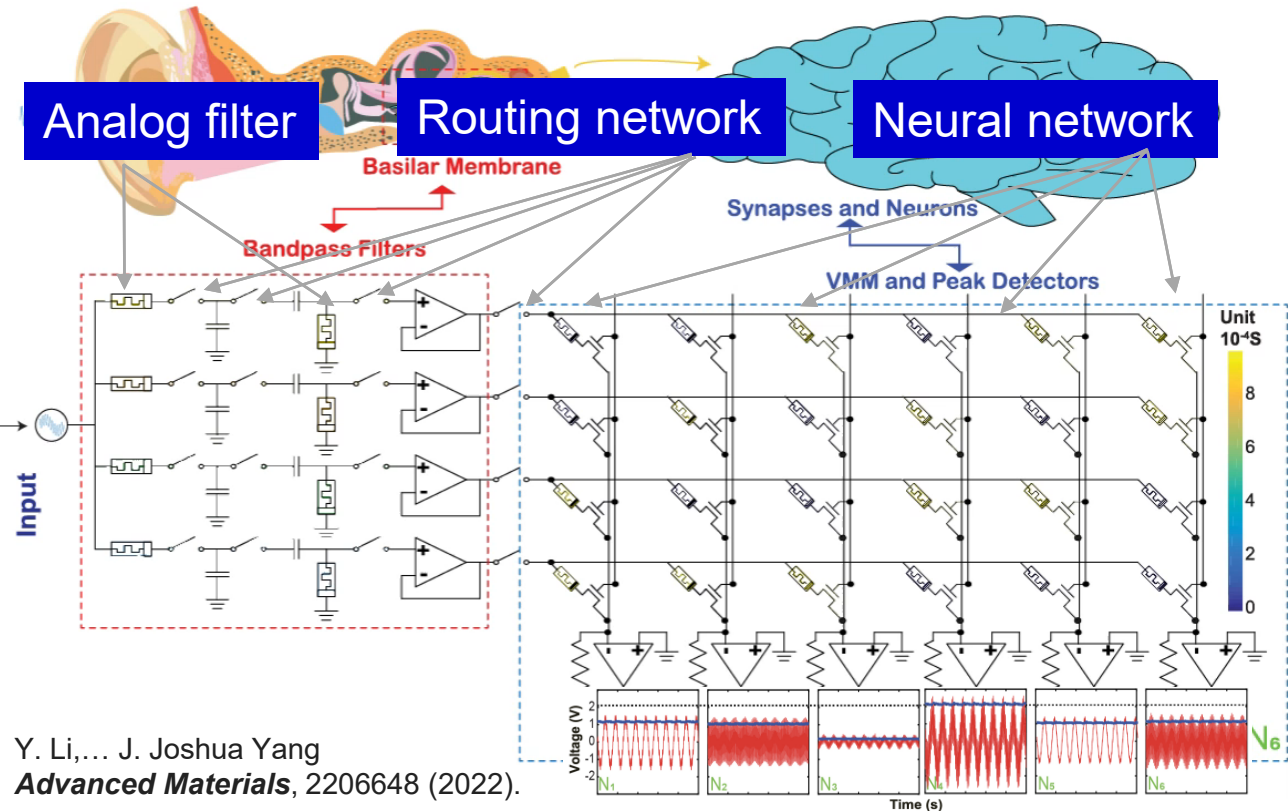 Analog filter
Routing network
Neural network
Basilar Membrane
Synapses and Neurons
Bandpass Filters
VMM and Peak Detectors
Unit
10⁻⁴S
8
6
4
2
0
Input
+
-
+
-
+
-
+
-
- +
- +
- +
- +
- +
- +
Voltage (V)
2
1
0
-1
-2
N₁
N₂
N₃
N₄
N₅
N₆
N₆
Time (s)
Y. Li,… J. Joshua Yang
Advanced Materials, 2206648 (2022).